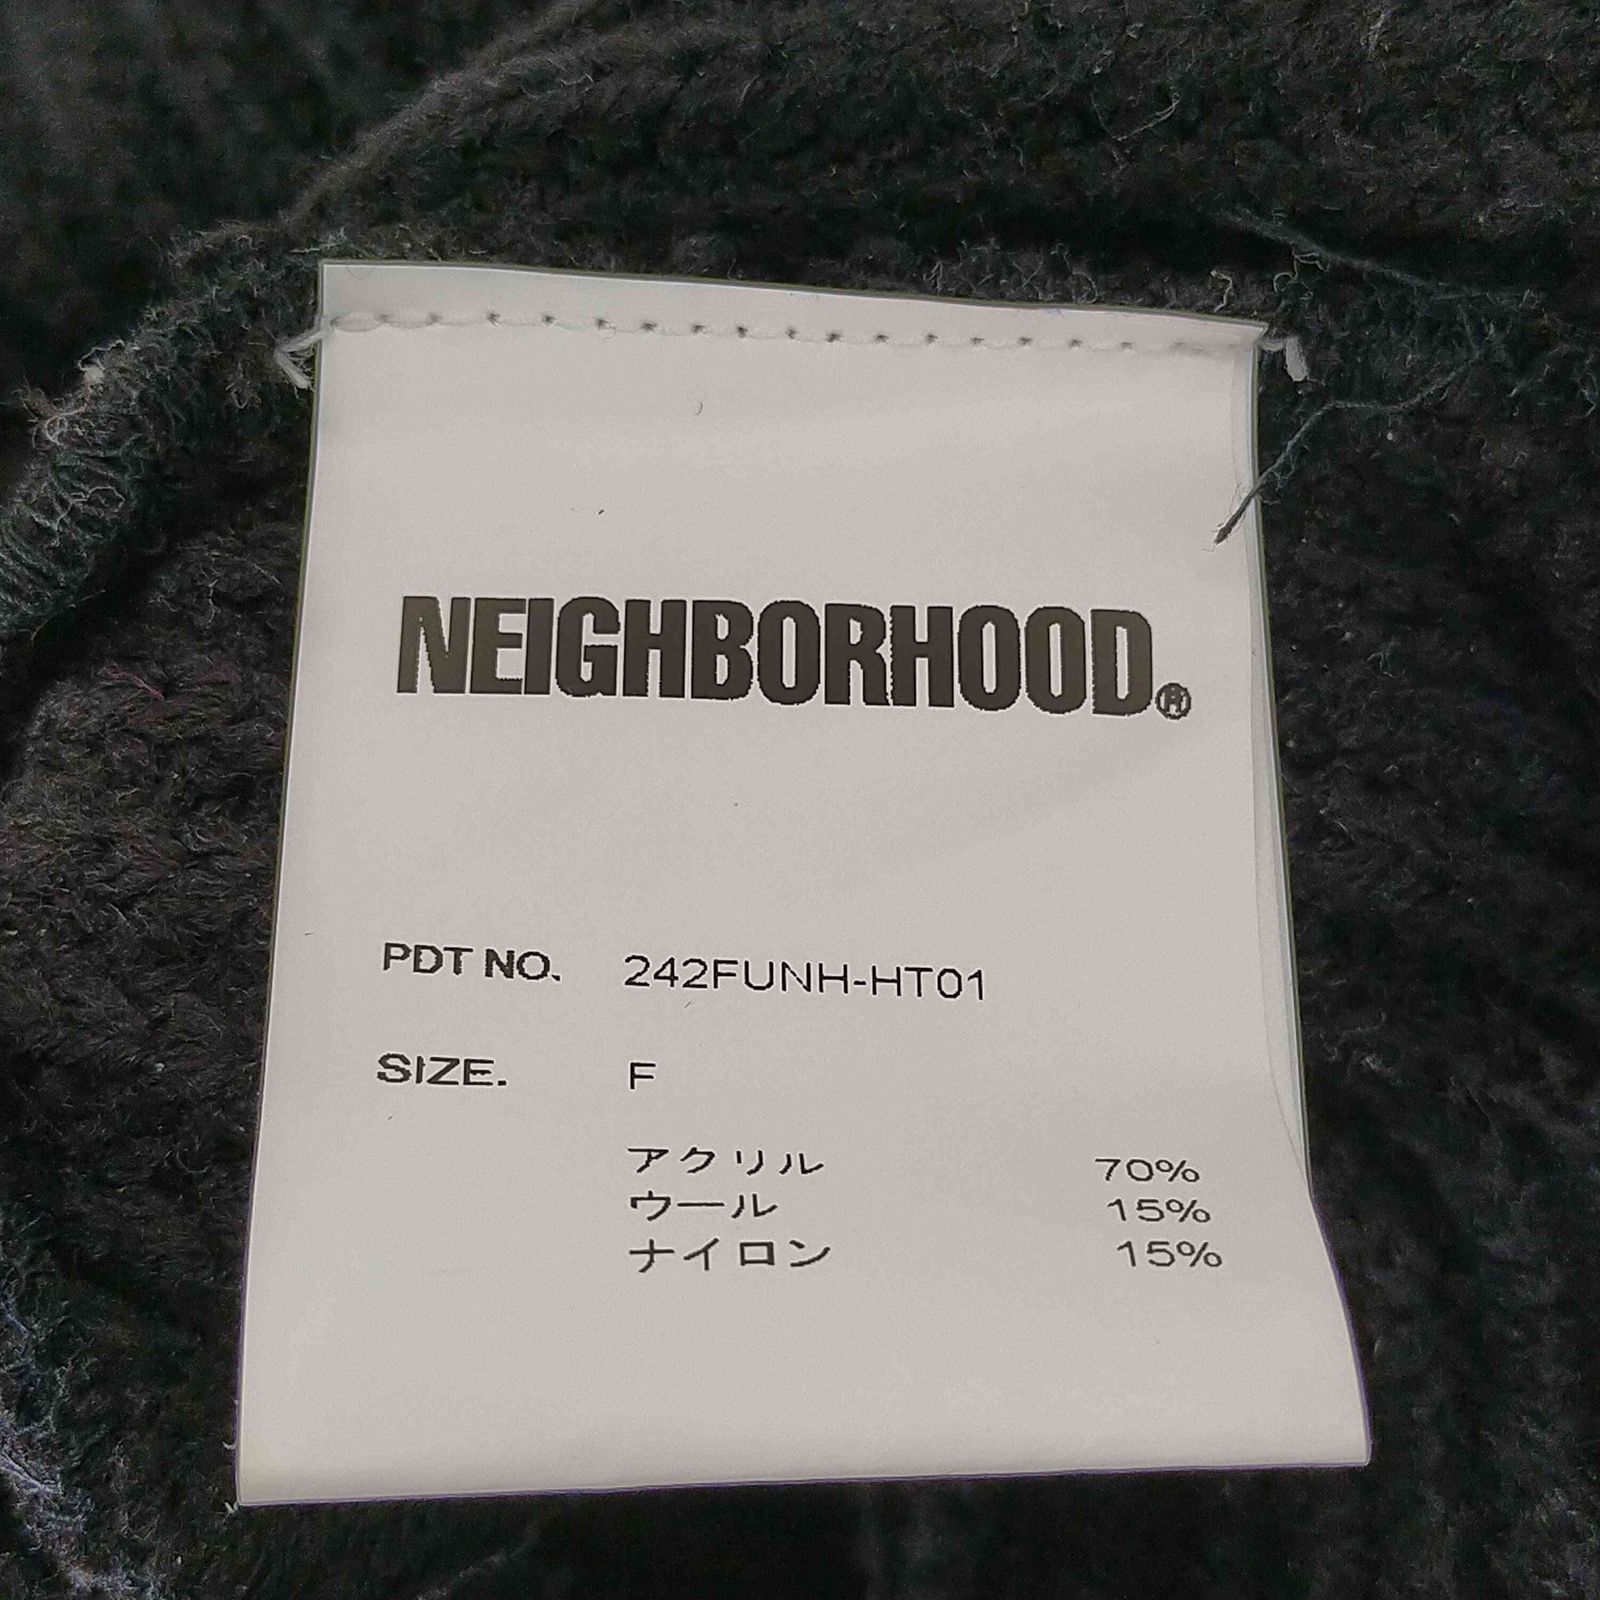 NEIGHBORHOOD®
PDT NO. 242FUNH-HT01
SIZE. F
アクリル 70%
ウール 15%
ナイロン 15%